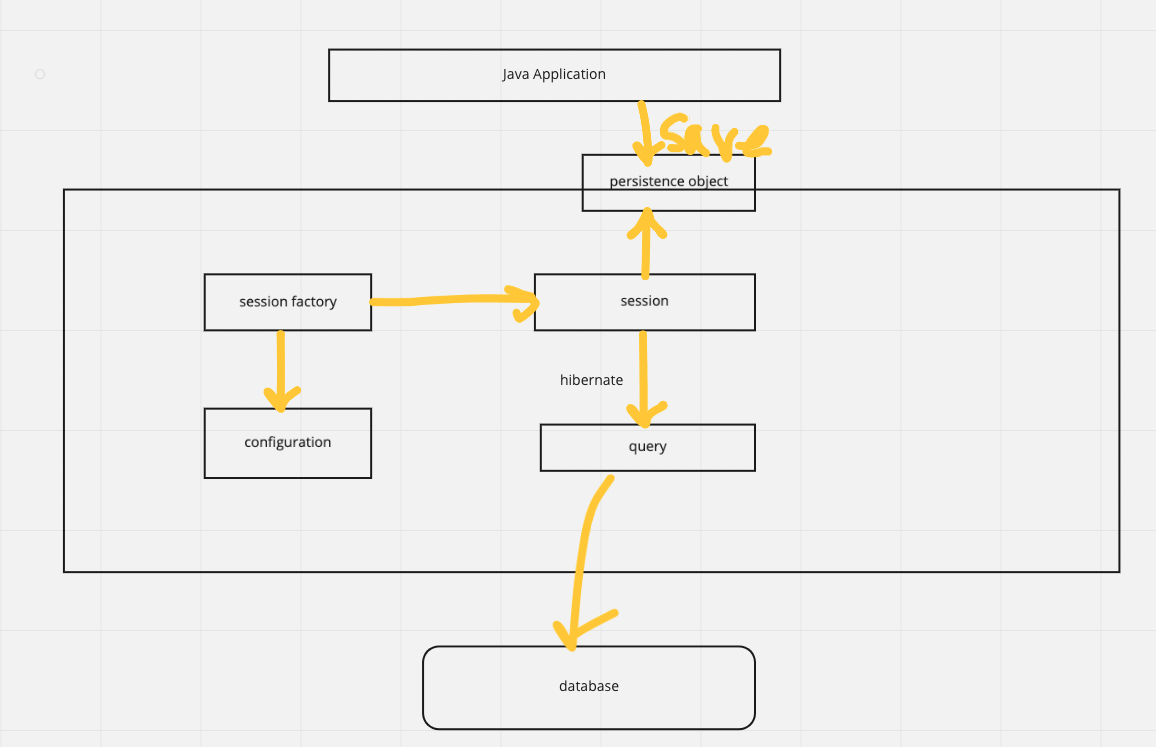 Java Application
save
persistence object
session factory
session
hibernate
configuration
query
database